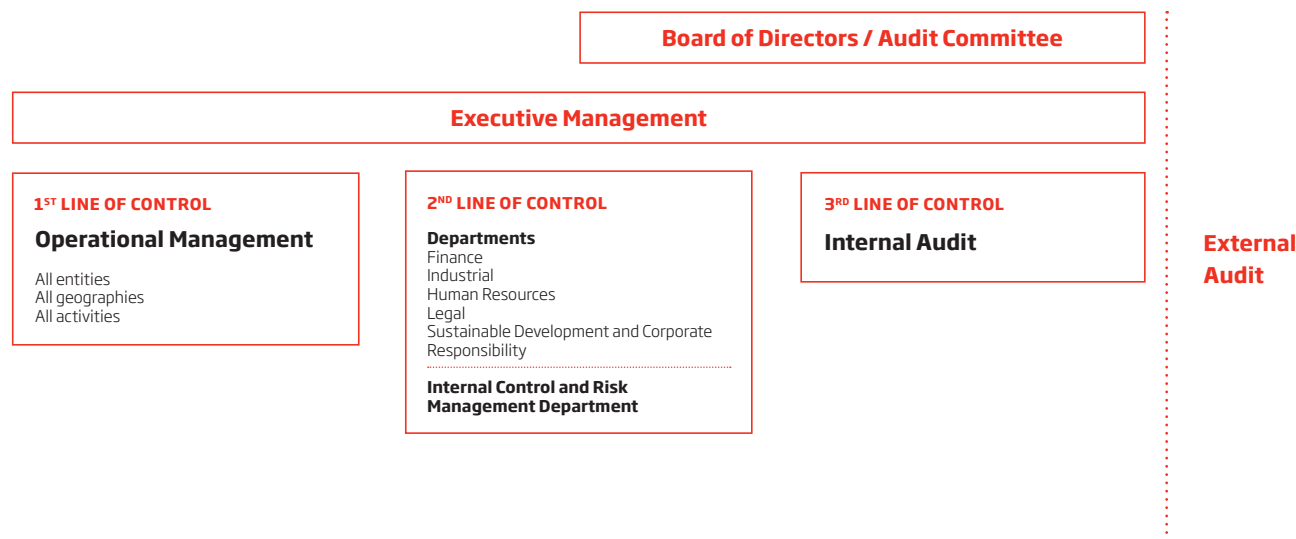 Board of Directors / Audit Committee
Executive Management
1ST LINE OF CONTROL
Operational Management
All entities
All geographies
All activities
2ND LINE OF CONTROL
Departments
Finance
Industrial
Human Resources
Legal
Sustainable Development and Corporate
Responsibility
Internal Control and Risk
Management Department
3RD LINE OF CONTROL
Internal Audit
External
Audit